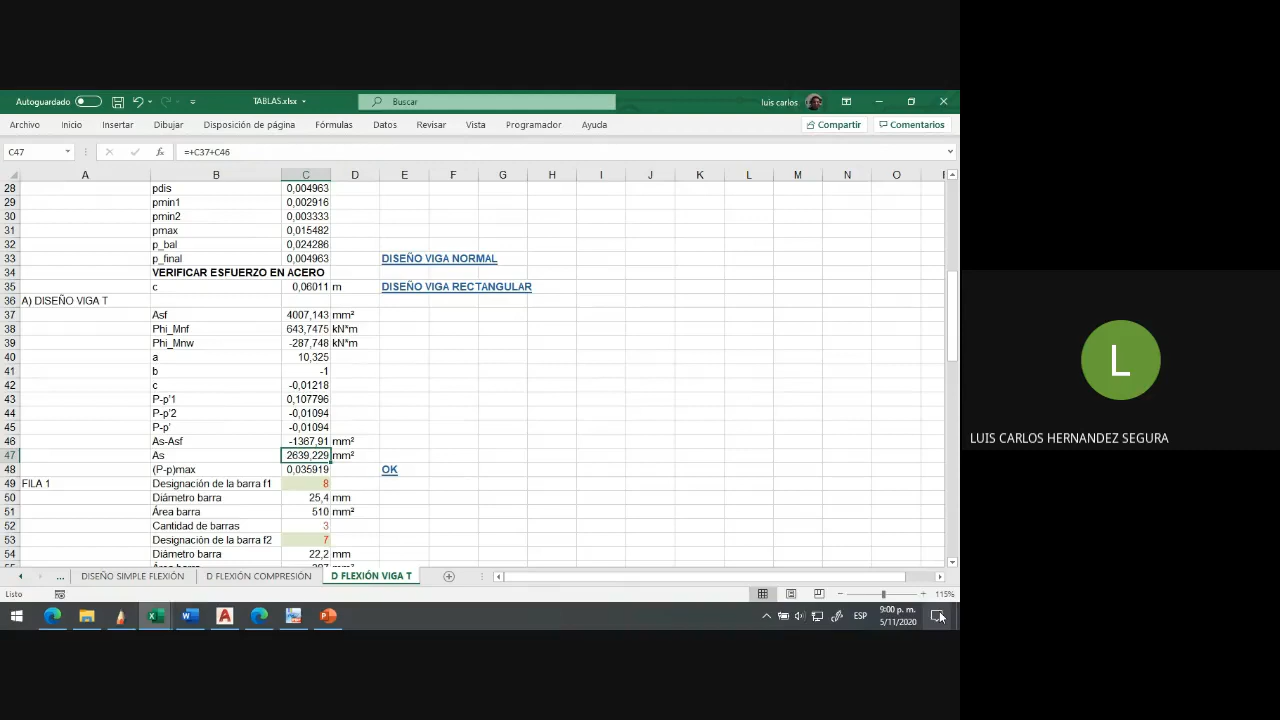 Autoguardado
TABLAS.xlsx
Buscar
luis carlos
Archivo Inicio Insertar Dibujar Disposición de página Fórmulas Datos Revisar Vista Programador Ayuda Compartir Comentarios
C47 fx =+C37+C46
A B C D E F G H I J K L M N O
28 pdis 0,004963
29 pmin1 0,002916
30 pmin2 0,003333
31 pmax 0,015482
32 p_bal 0,024286
33 p_final 0,004963 DISEÑO VIGA NORMAL
34 VERIFICAR ESFUERZO EN ACERO
35 c 0,06011 m DISEÑO VIGA RECTANGULAR
36 A) DISEÑO VIGA T
37 Asf 4007,143 mm²
38 Phi_Mnf 643,7475 kN*m
39 Phi_Mnw -287,748 kN*m
40 a 10,325
41 b -1
42 c -0,01218
43 P-p'1 0,107796
44 P-p'2 -0,01094
45 P-p' -0,01094
46 As-Asf -1367,91 mm²
47 As 2639,229 mm²
48 (P-p)max 0,035919 OK
49 FILA 1 Designación de la barra f1 8
50 Diámetro barra 25,4 mm
51 Área barra 510 mm²
52 Cantidad de barras 3
53 Designación de la barra f2 7
54 Diámetro barra 22,2 mm
... DISEÑO SIMPLE FLEXIÓN D FLEXIÓN COMPRESIÓN D FLEXIÓN VIGA T
Listo 115%
ESP 9:00 p. m.
5/11/2020
L
LUIS CARLOS HERNANDEZ SEGURA